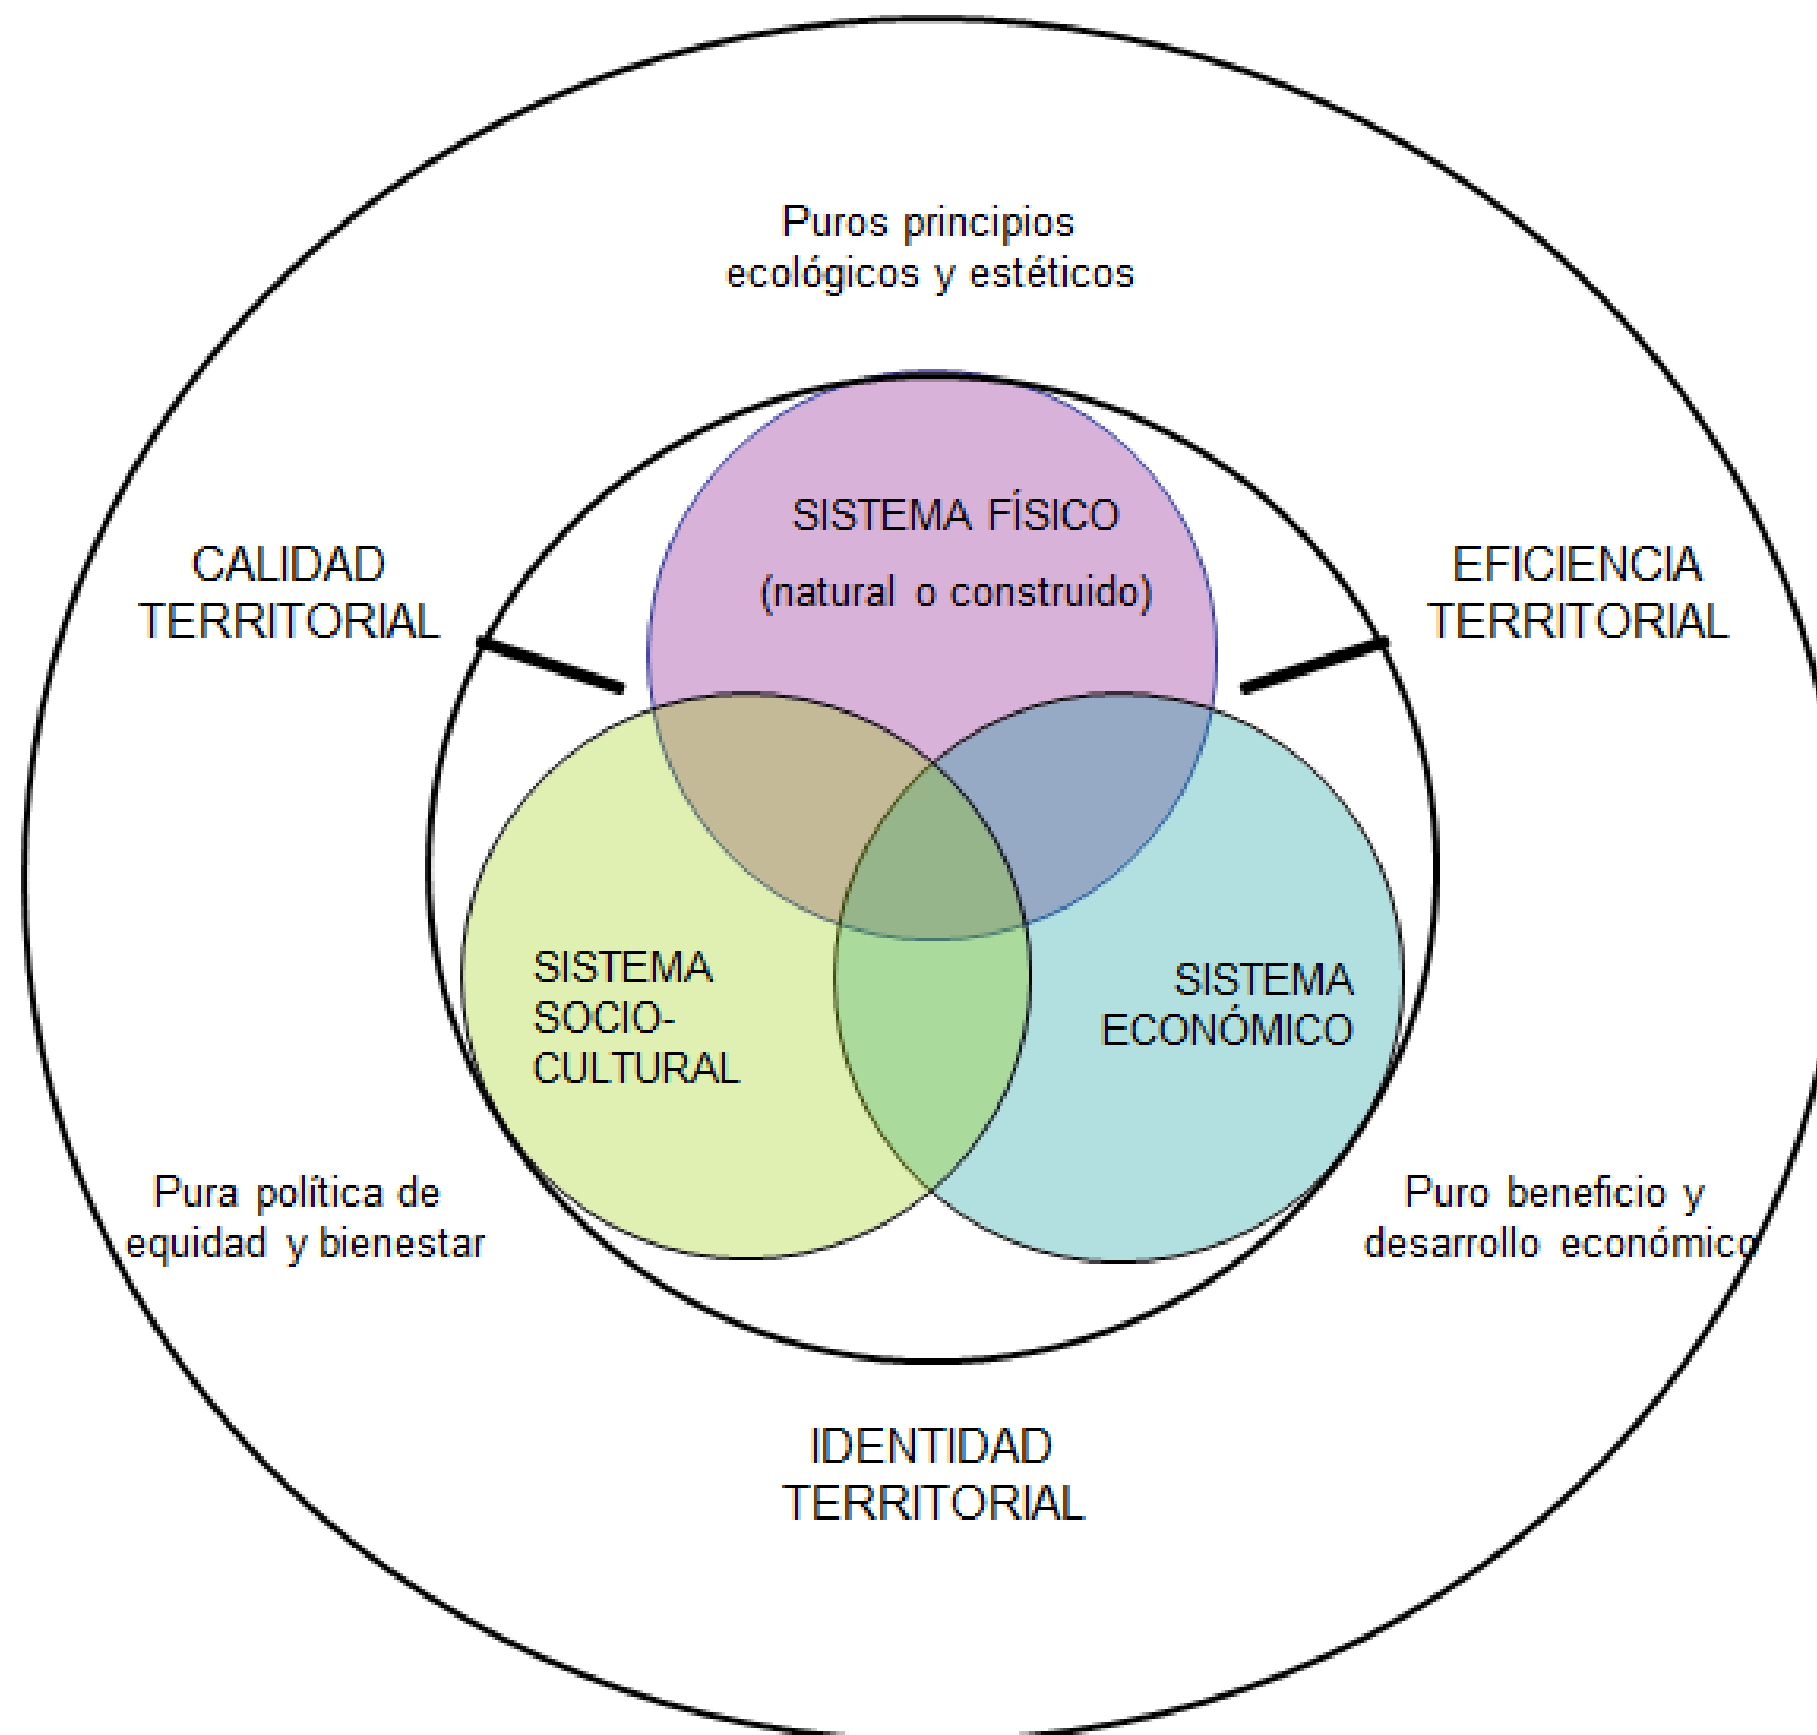 Puros principios
ecológicos y estéticos
SISTEMA FÍSICO
(natural o construido)
CALIDAD
TERRITORIAL
EFICIENCIA
TERRITORIAL
SISTEMA
SOCIO-
CULTURAL
SISTEMA
ECONÓMICO
Pura política de
equidad y bienestar
Puro beneficio y
desarrollo económico
IDENTIDAD
TERRITORIAL